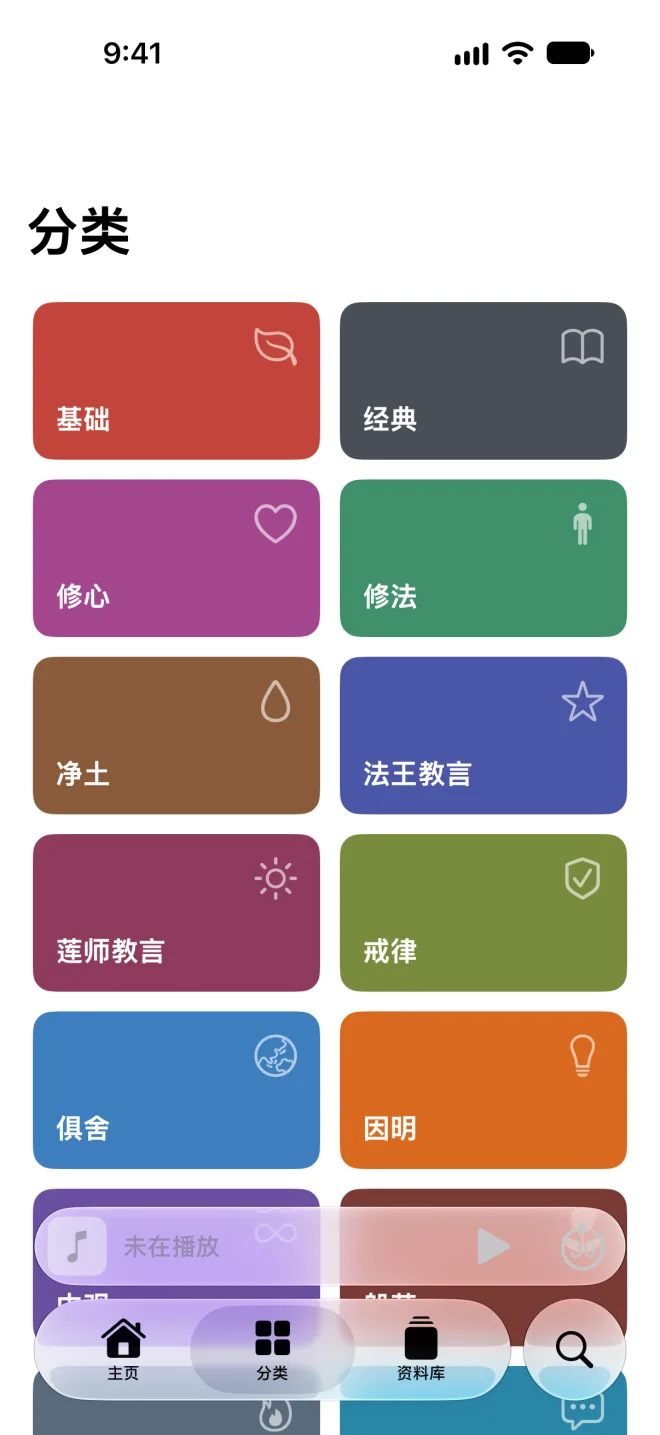 9:41
分类
基础
经典
修心
修法
净土
法王教言
莲师教言
戒律
俱舍
因明
未在播放
主页
分类
资料库